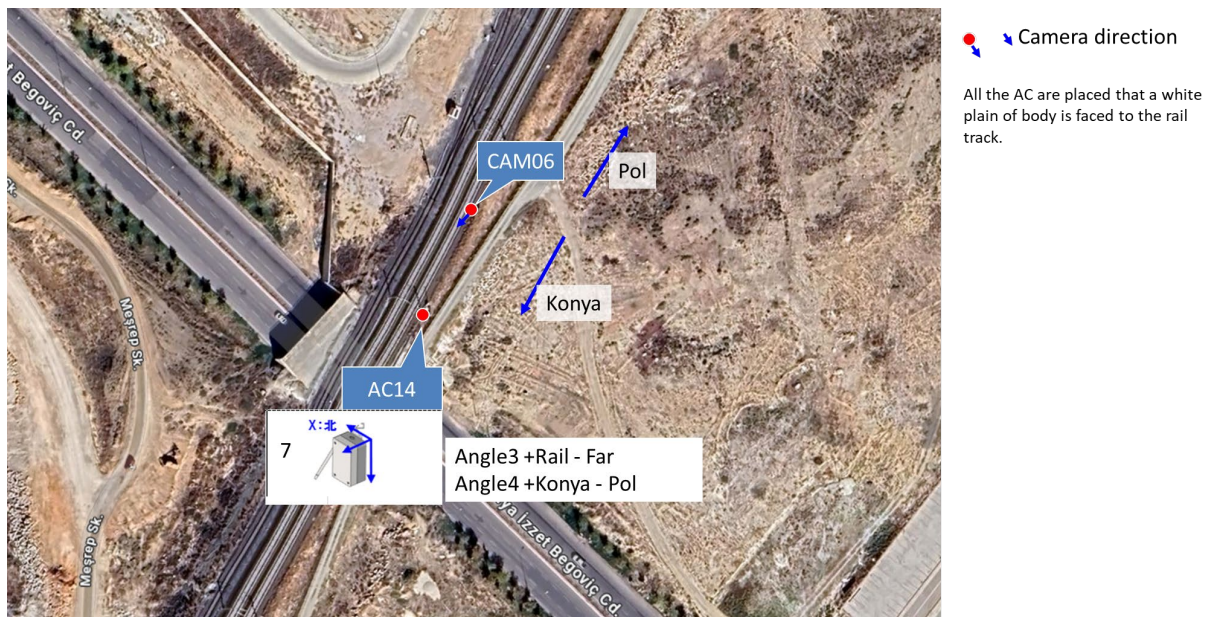 Camera direction
All the AC are placed that a white
plain of body is faced to the rail
track.
t Begoviç Cd.
CAM06
Pol
Konya
Meşrep Sk.
AC14
X:北
7
Angle3 +Rail - Far
Angle4 +Konya - Pol
Meşrep Sk.
ya İzzet Begoviç Cd.